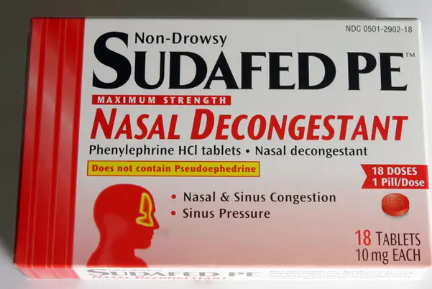 NDC 0501-2902-18
Non-Drowsy
SUDAFED PE™
MAXIMUM STRENGTH
NASAL DECONGESTANT
Phenylephrine HCl tablets • Nasal decongestant
Does not contain Pseudoephedrine
18 DOSES
1 Pill/Dose
• Nasal & Sinus Congestion
• Sinus Pressure
18 TABLETS
10 mg EACH
SUDAFED PE